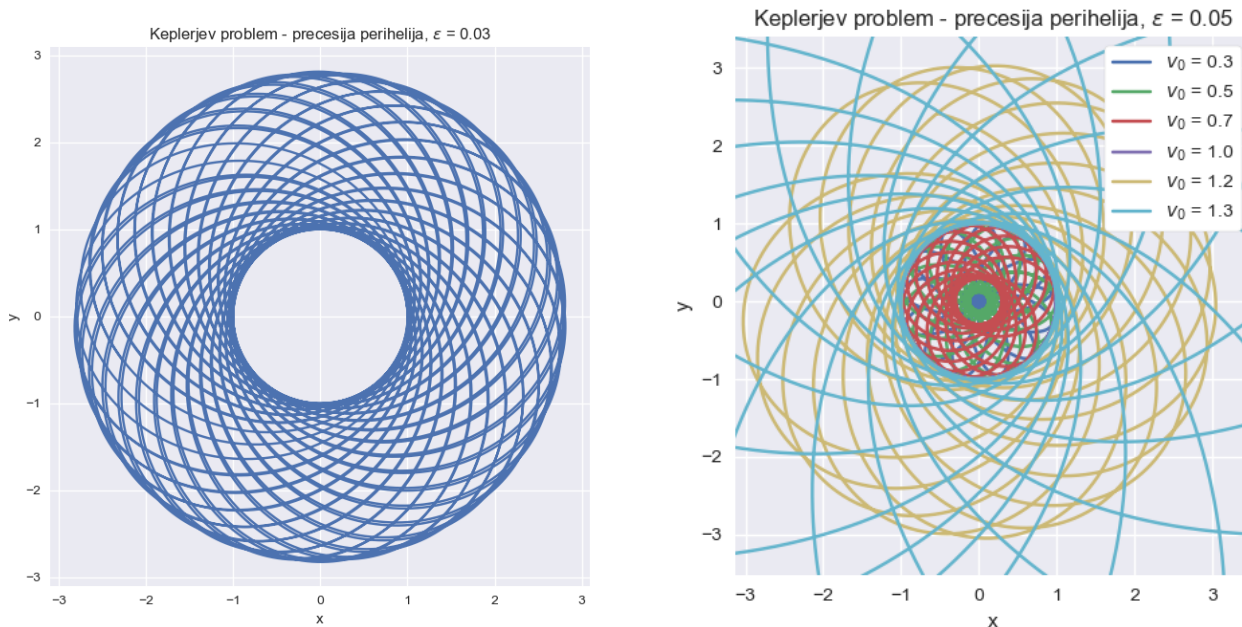 Keplerjev problem - precesija perihelija, ε = 0.03
3
2
1
0
−1
−2
−3
y
−3 −2 −1 0 1 2 3
x
Keplerjev problem - precesija perihelija, ε = 0.05
v₀ = 0.3
v₀ = 0.5
v₀ = 0.7
v₀ = 1.0
v₀ = 1.2
v₀ = 1.3
3
2
1
0
−1
−2
−3
y
−3 −2 −1 0 1 2 3
x